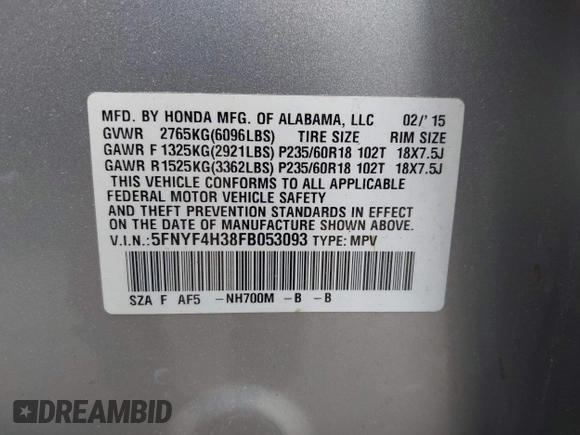 MFD. BY HONDA MFG. OF ALABAMA, LLC 02/'15
GVWR 2765KG(6096LBS) TIRE SIZE RIM SIZE
GAWR F 1325KG(2921LBS) P235/60R18 102T 18X7.5J
GAWR R 1525KG(3362LBS) P235/60R18 102T 18X7.5J
THIS VEHICLE CONFORMS TO ALL APPLICABLE
FEDERAL MOTOR VEHICLE SAFETY
AND THEFT PREVENTION STANDARDS IN EFFECT
ON THE DATE OF MANUFACTURE SHOWN ABOVE.
V.I.N.:5FNYF4H38FB053093 TYPE: MPV
SZA F AF5 -NH700M -B -B
DREAMBID